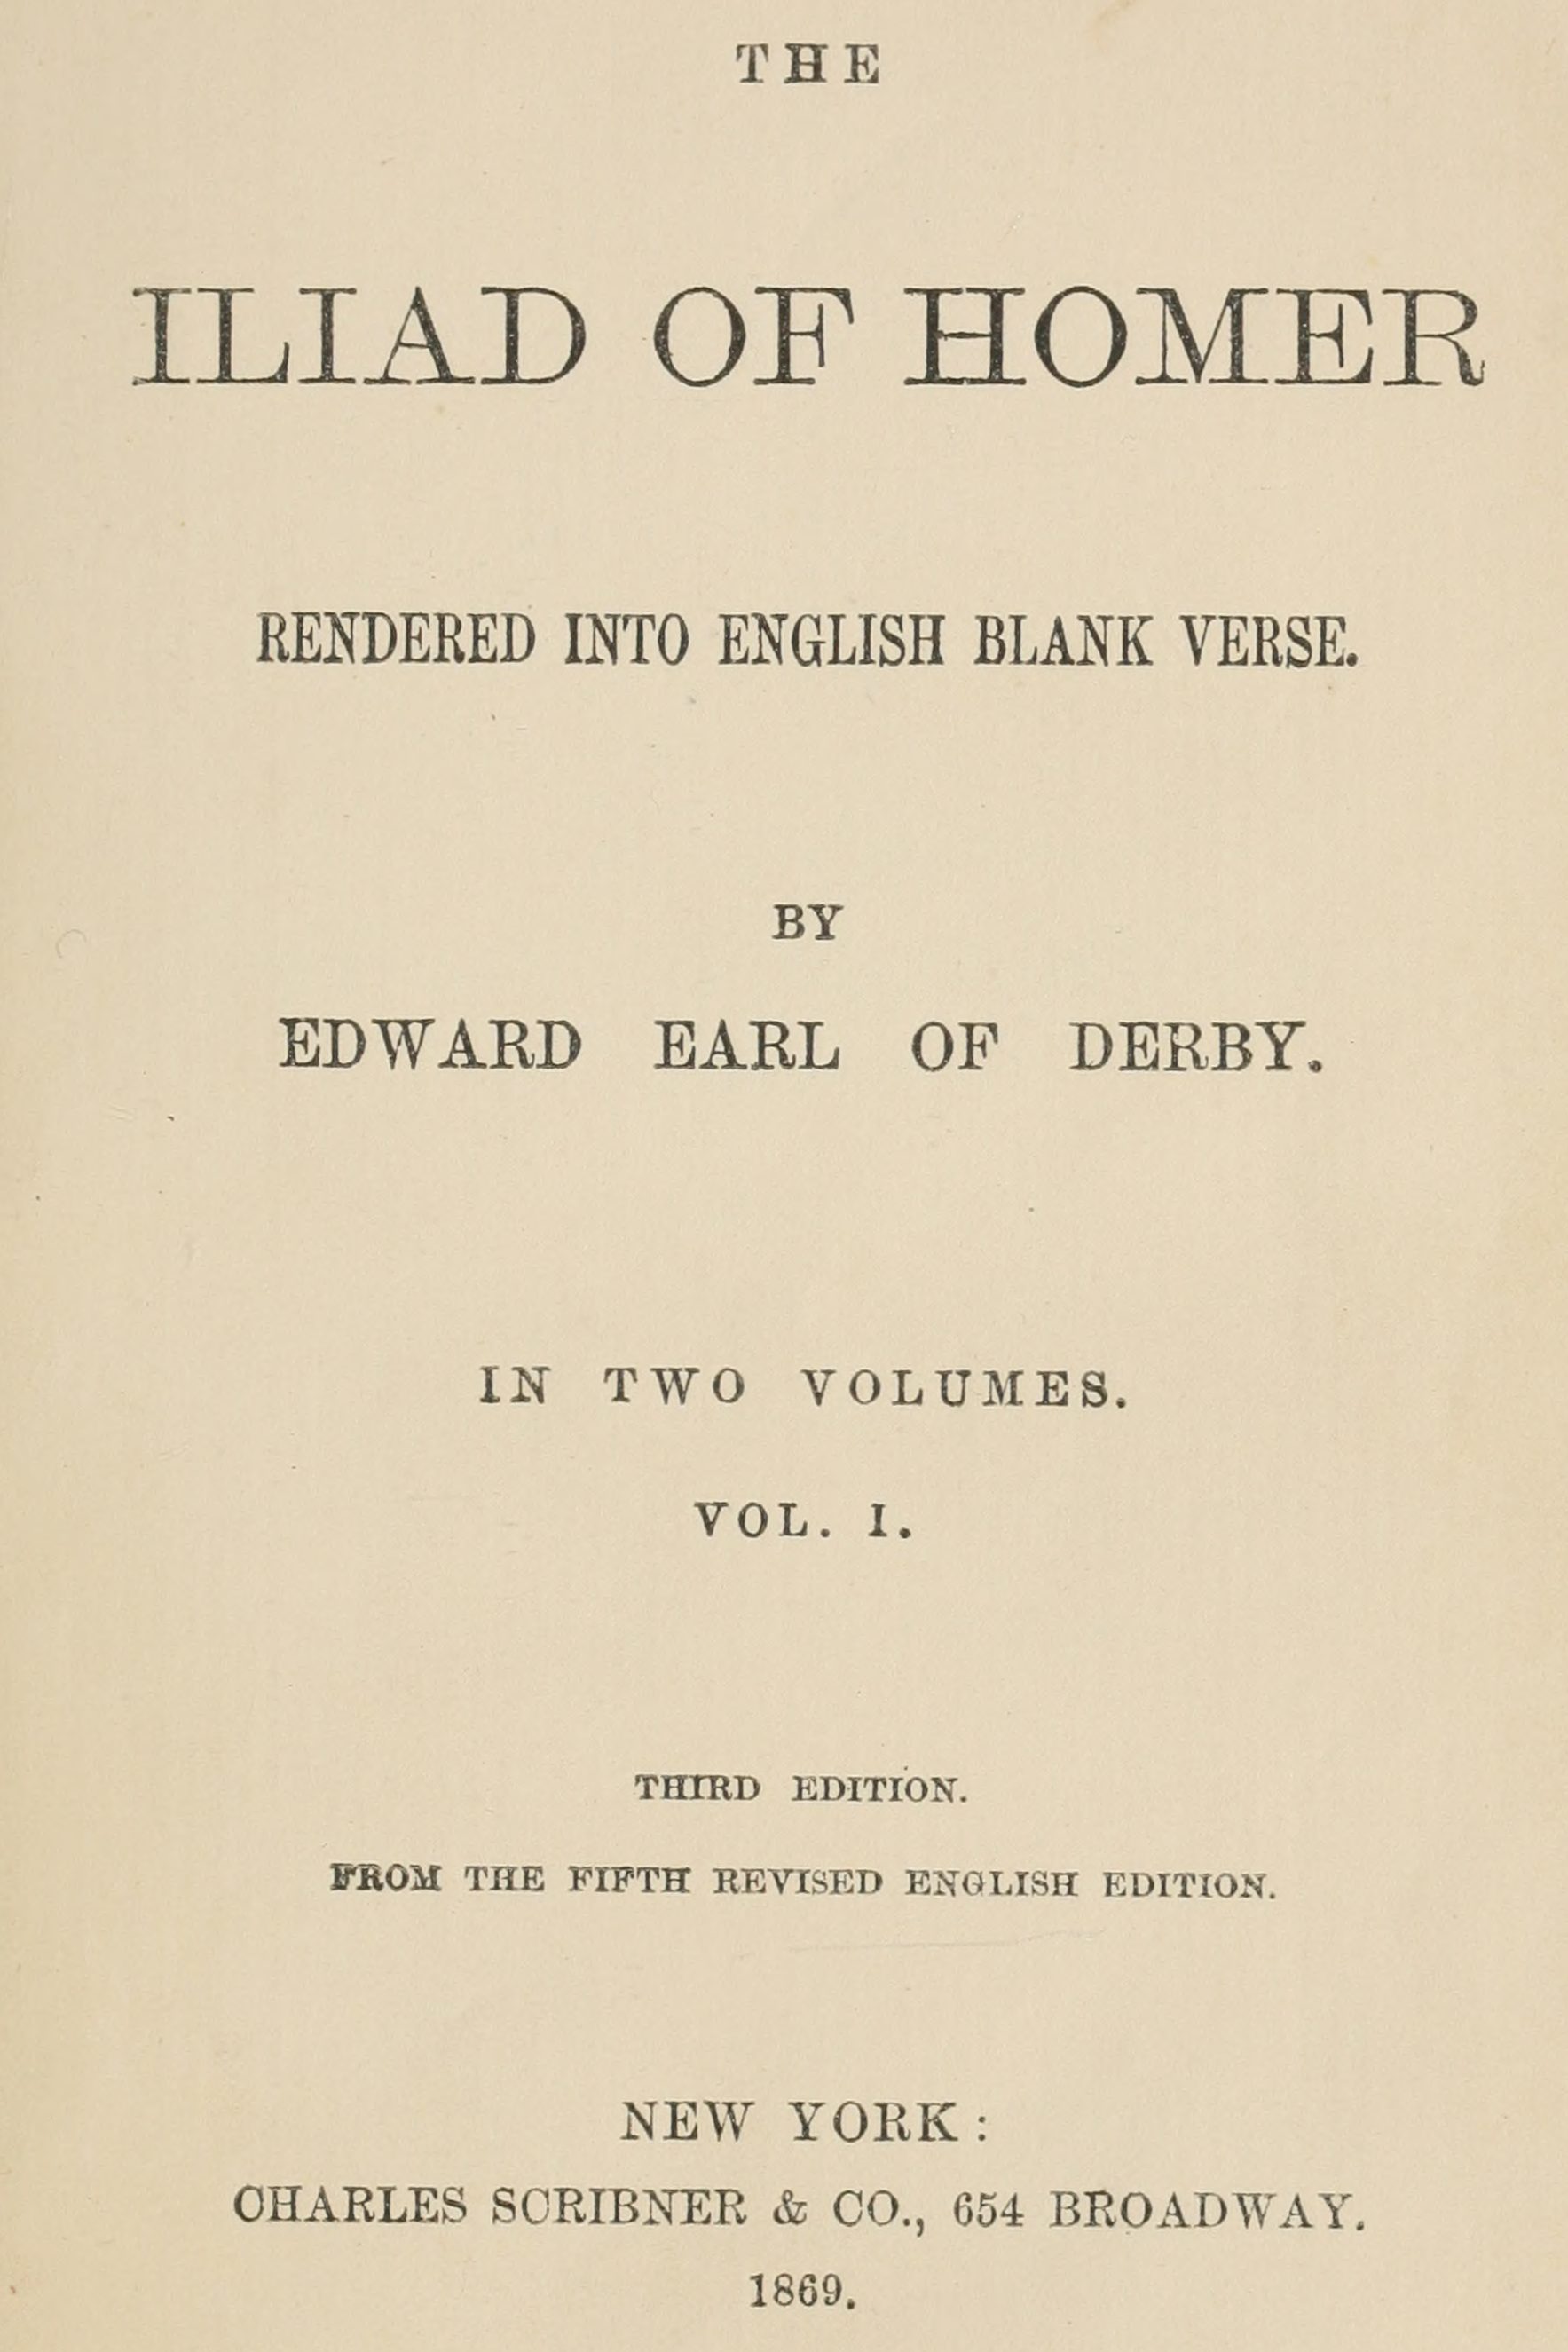 THE
ILIAD OF HOMER
RENDERED INTO ENGLISH BLANK VERSE.
BY
EDWARD EARL OF DERBY.
IN TWO VOLUMES.
VOL. I.
THIRD EDITION.
FROM THE FIFTH REVISED ENGLISH EDITION.
NEW YORK:
CHARLES SCRIBNER & CO., 654 BROADWAY.
1869.